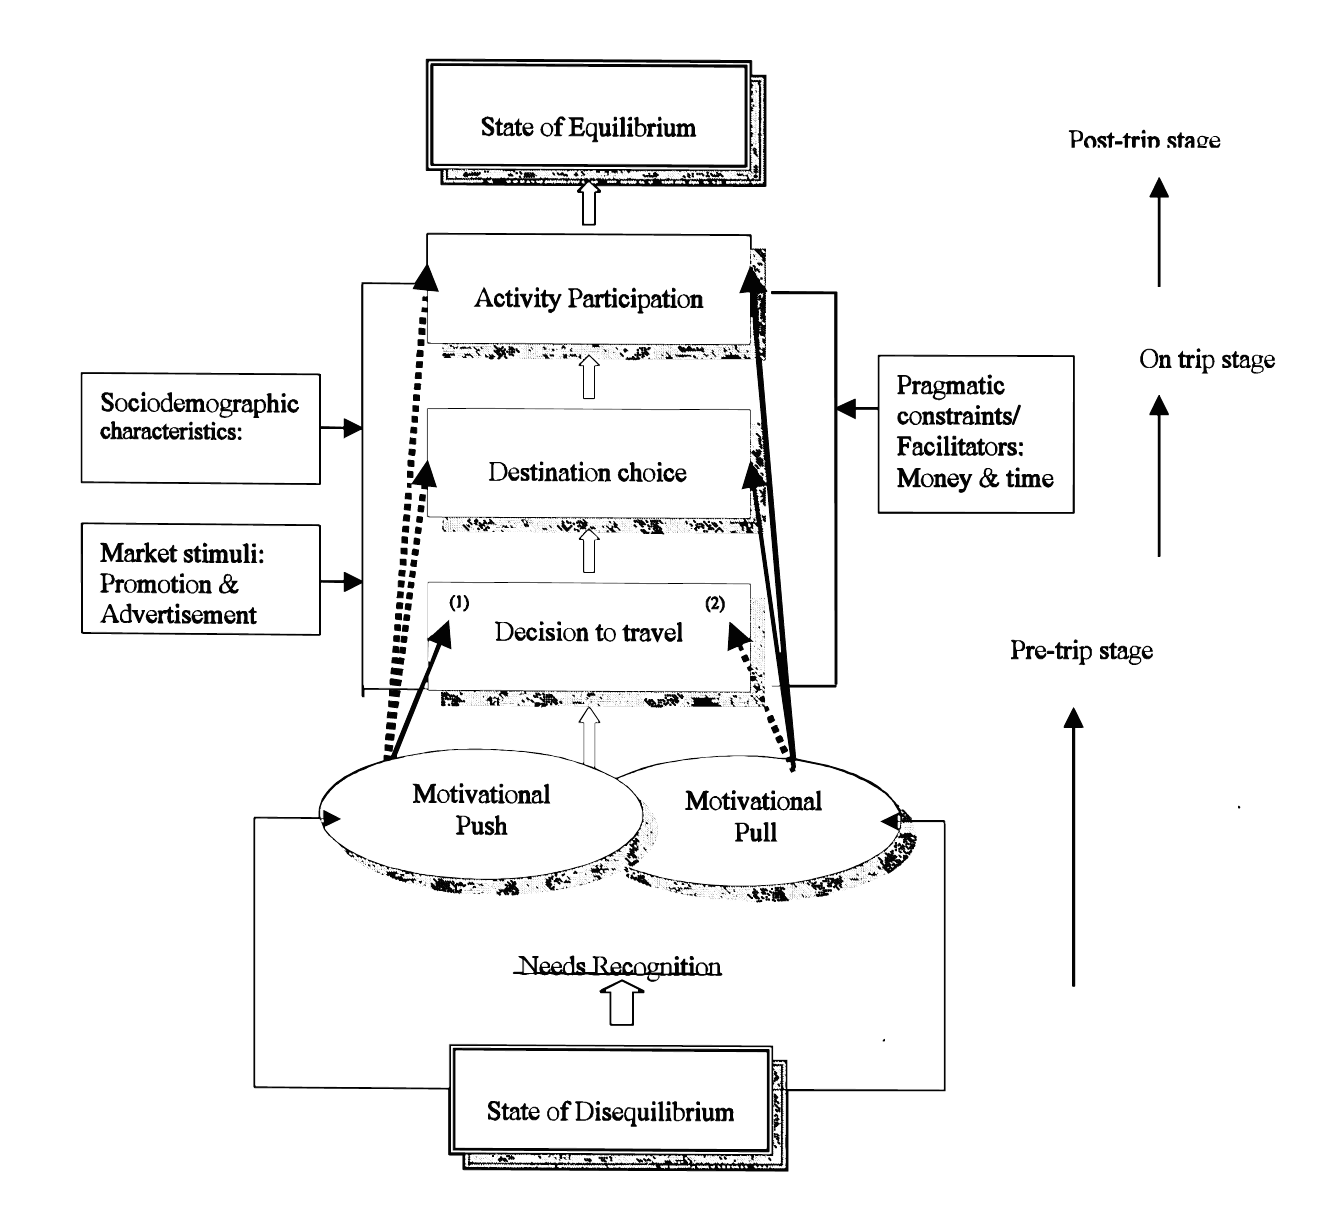 State of Equilibrium
Post-trip stage
Activity Participation
On trip stage
Sociodemographic
characteristics:
Pragmatic
constraints/
Facilitators:
Money & time
Destination choice
Market stimuli:
Promotion &
Advertisement
(1)
(2)
Decision to travel
Pre-trip stage
Motivational
Push
Motivational
Pull
Needs Recognition
State of Disequilibrium